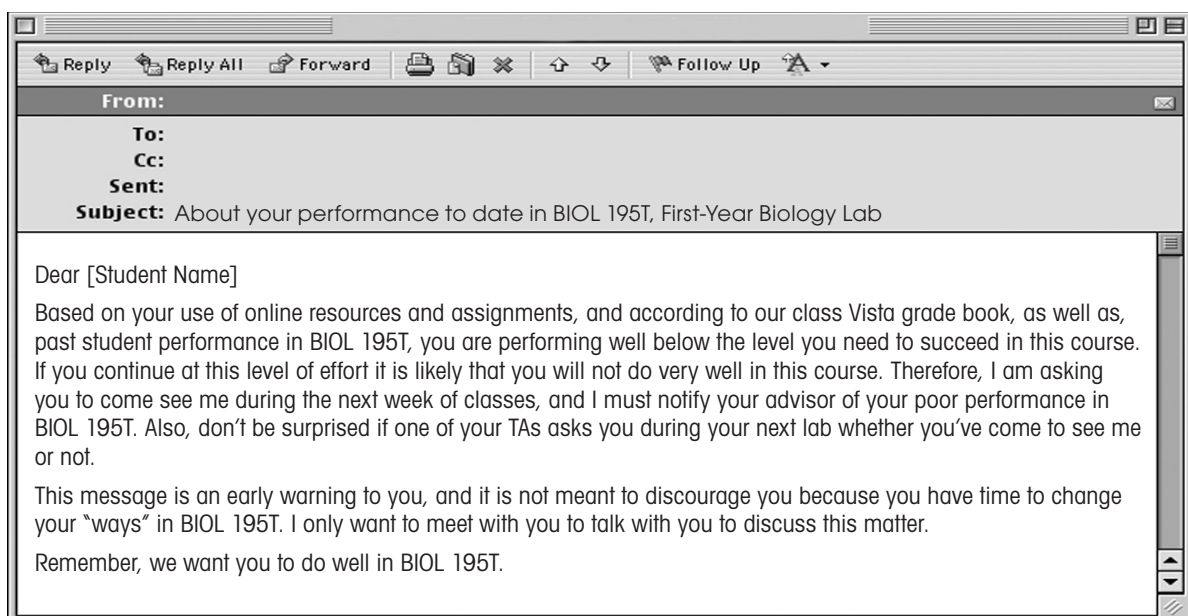 Reply Reply All Forward Follow Up
From:
To:
Cc:
Sent:
Subject: About your performance to date in BIOL 195T, First-Year Biology Lab
Dear [Student Name]
Based on your use of online resources and assignments, and according to our class Vista grade book, as well as,
past student performance in BIOL 195T, you are performing well below the level you need to succeed in this course.
If you continue at this level of effort it is likely that you will not do very well in this course. Therefore, I am asking
you to come see me during the next week of classes, and I must notify your advisor of your poor performance in
BIOL 195T. Also, don't be surprised if one of your TAs asks you during your next lab whether you've come to see me
or not.
This message is an early warning to you, and it is not meant to discourage you because you have time to change
your “ways” in BIOL 195T. I only want to meet with you to talk with you to discuss this matter.
Remember, we want you to do well in BIOL 195T.